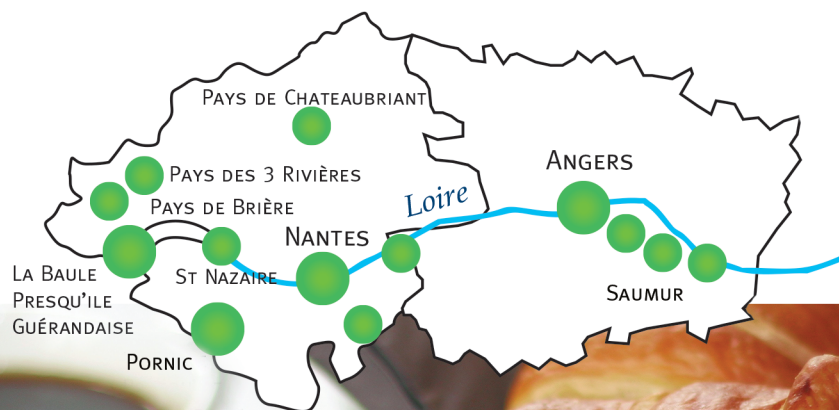 Pays de Chateaubriant
Angers
Pays des 3 Rivières
Loire
Pays de Brière
Nantes
La Baule
Presqu'ile
Guérandaise
St Nazaire
Saumur
Pornic